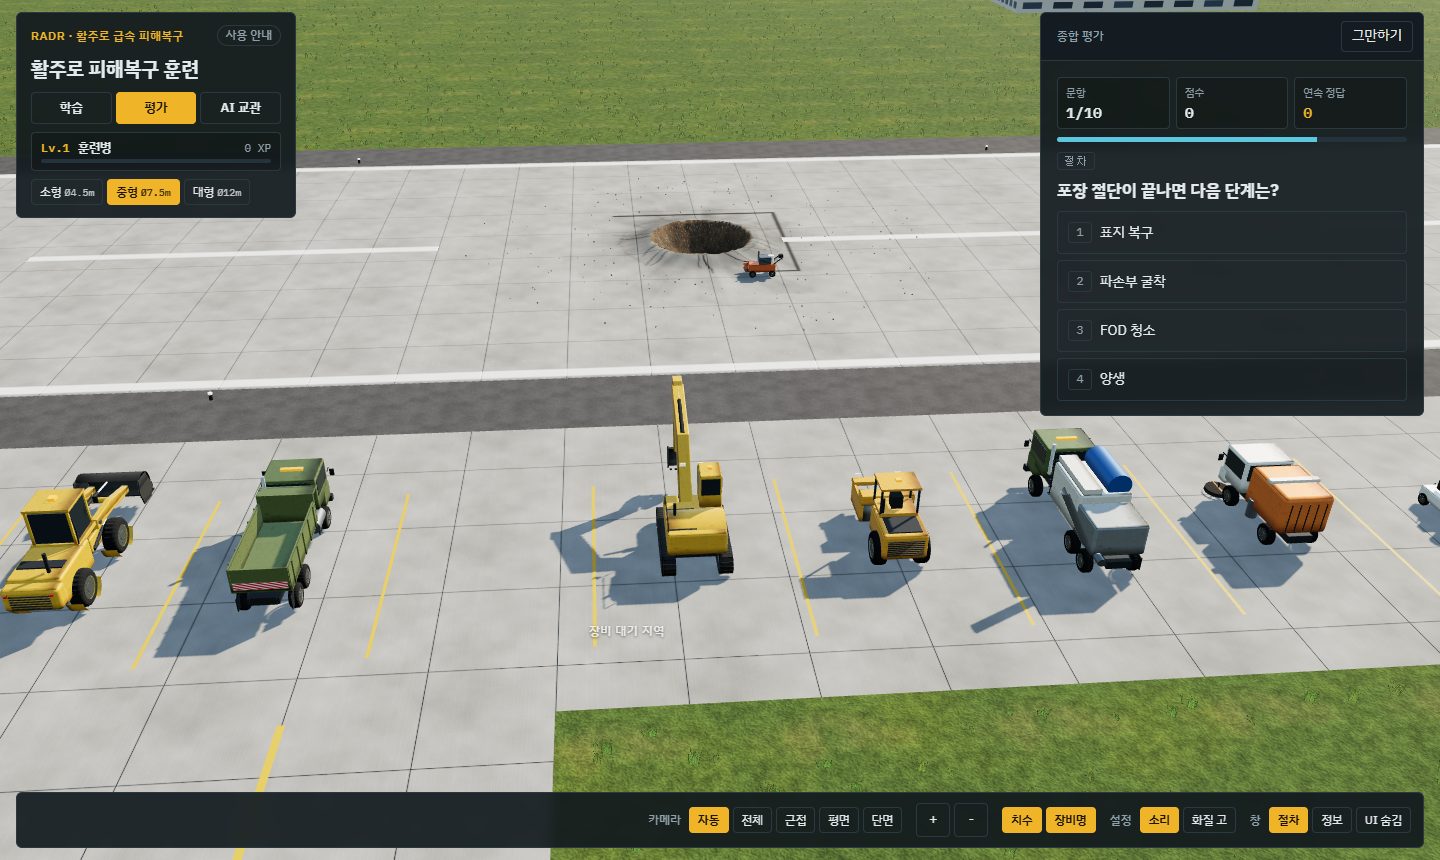 RADR · 활주로 급속 피해복구
사용 안내
활주로 피해복구 훈련
학습
평가
AI 교관
Lv.1 훈련병
0 XP
소형 Ø4.5m
중형 Ø7.5m
대형 Ø12m
종합 평가
그만하기
문항
1/10
점수
0
연속 정답
0
절차
포장 절단이 끝나면 다음 단계는?
1 표지 복구
2 파손부 굴착
3 FOD 청소
4 양생
장비 대기 지역
카메라 자동 전체 근접 평면 단면 + - 치수 장비명 설정 소리 화질 고 창 절차 정보 UI 숨김